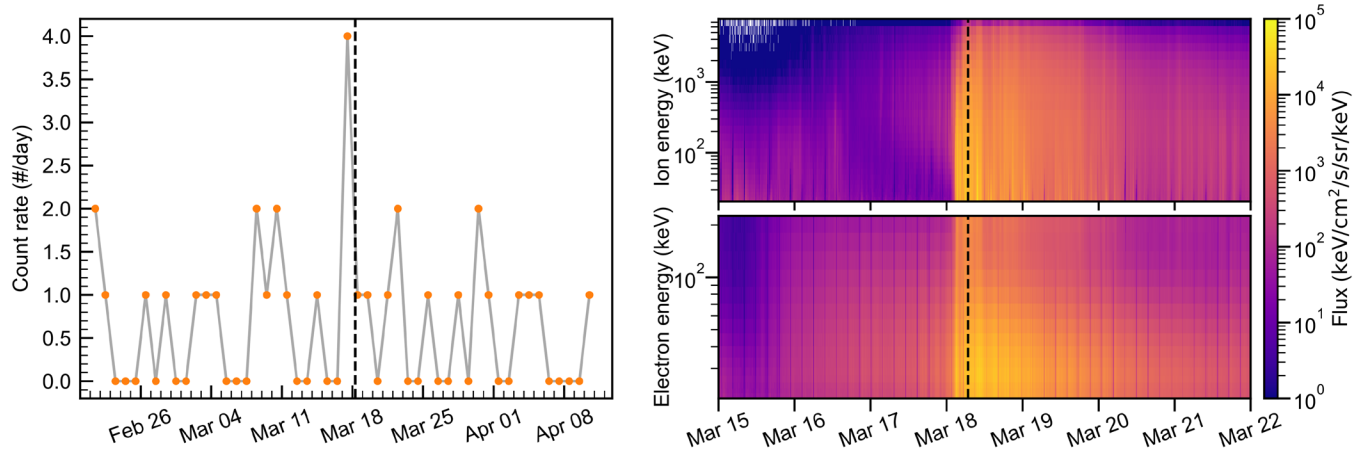 Count rate (#/day)
4.0
3.5
3.0
2.5
2.0
1.5
1.0
0.5
0.0
Feb 26
Mar 04
Mar 11
Mar 18
Mar 25
Apr 01
Apr 08
Ion energy (keV)
10³
10²
Electron energy (keV)
10²
Mar 15
Mar 16
Mar 17
Mar 18
Mar 19
Mar 20
Mar 21
Mar 22
10⁵
10⁴
10³
10²
10¹
10⁰
Flux (keV/cm²/s/sr/keV)